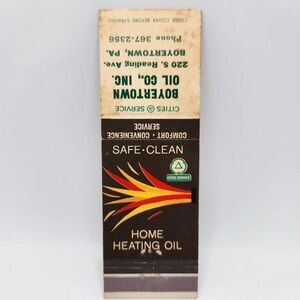 CLOSE COVER BEFORE STRIKING
Phone 367-2356
BOYERTOWN, PA.
220 S. Reading Ave.
OIL CO., INC.
BOYERTOWN
CITIES SERVICE
SERVICE
COMFORT · CONVENIENCE
SAFE · CLEAN
HOME
HEATING OIL